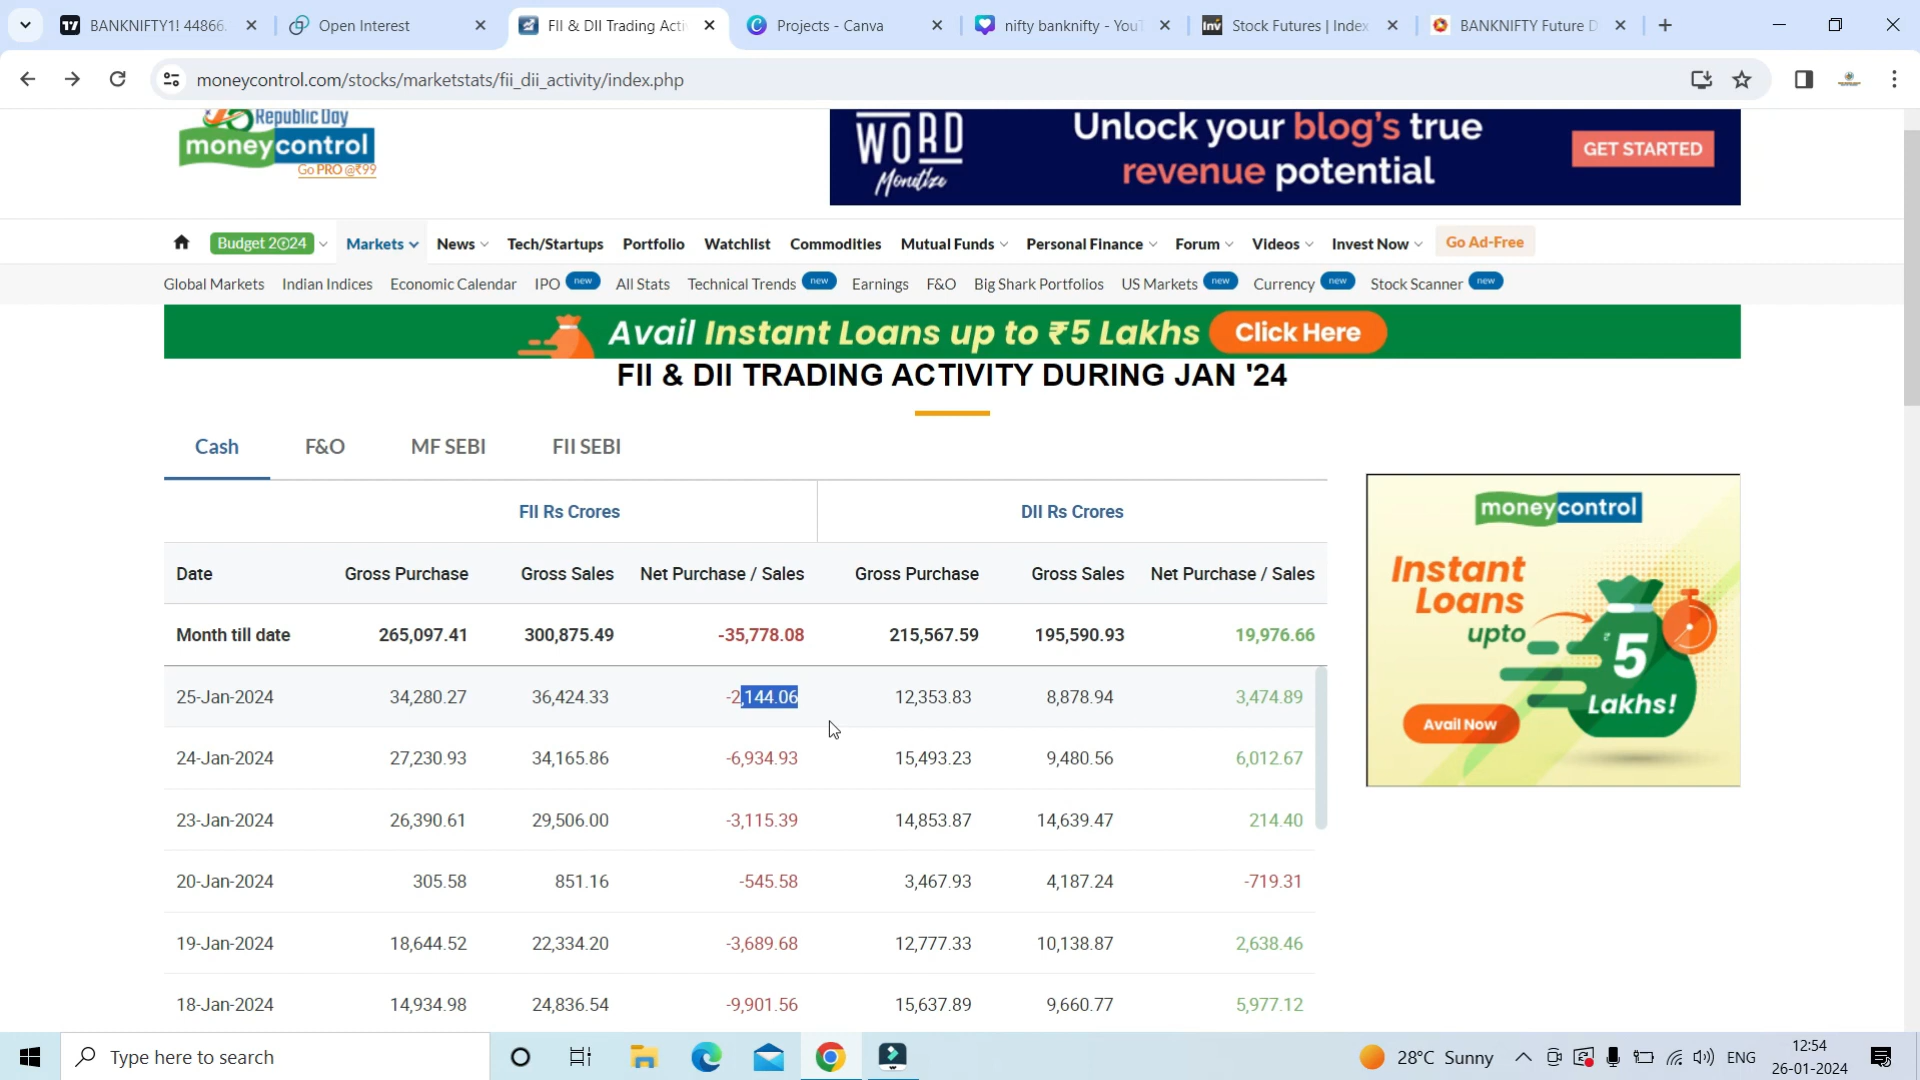 BANKNIFTY1! 44866.
Open Interest
FII & DII Trading Acti
Projects - Canva
nifty banknifty - YouT
Stock Futures | Index
BANKNIFTY Future D
moneycontrol.com/stocks/marketstats/fii_dii_activity/index.php
Republic Day
moneycontrol
Go PRO @₹99
WORD
Monetize
Unlock your blog's true
revenue potential
GET STARTED
Budget 2024
Markets
News
Tech/Startups
Portfolio
Watchlist
Commodities
Mutual Funds
Personal Finance
Forum
Videos
Invest Now
Go Ad-Free
Global Markets
Indian Indices
Economic Calendar
IPO new
All Stats
Technical Trends new
Earnings
F&O
Big Shark Portfolios
US Markets new
Currency new
Stock Scanner new
Avail Instant Loans up to ₹5 Lakhs
Click Here
FII & DII TRADING ACTIVITY DURING JAN '24
Cash
F&O
MF SEBI
FII SEBI
FII Rs Crores
DII Rs Crores
Date Gross Purchase Gross Sales Net Purchase / Sales Gross Purchase Gross Sales Net Purchase / Sales
Month till date 265,097.41 300,875.49 -35,778.08 215,567.59 195,590.93 19,976.66
25-Jan-2024 34,280.27 36,424.33 -2,144.06 12,353.83 8,878.94 3,474.89
24-Jan-2024 27,230.93 34,165.86 -6,934.93 15,493.23 9,480.56 6,012.67
23-Jan-2024 26,390.61 29,506.00 -3,115.39 14,853.87 14,639.47 214.40
20-Jan-2024 305.58 851.16 -545.58 3,467.93 4,187.24 -719.31
19-Jan-2024 18,644.52 22,334.20 -3,689.68 12,777.33 10,138.87 2,638.46
18-Jan-2024 14,934.98 24,836.54 -9,901.56 15,637.89 9,660.77 5,977.12
moneycontrol
Instant
Loans
upto
₹
5
Lakhs!
Avail Now
Type here to search
28°C Sunny
ENG
12:54
26-01-2024